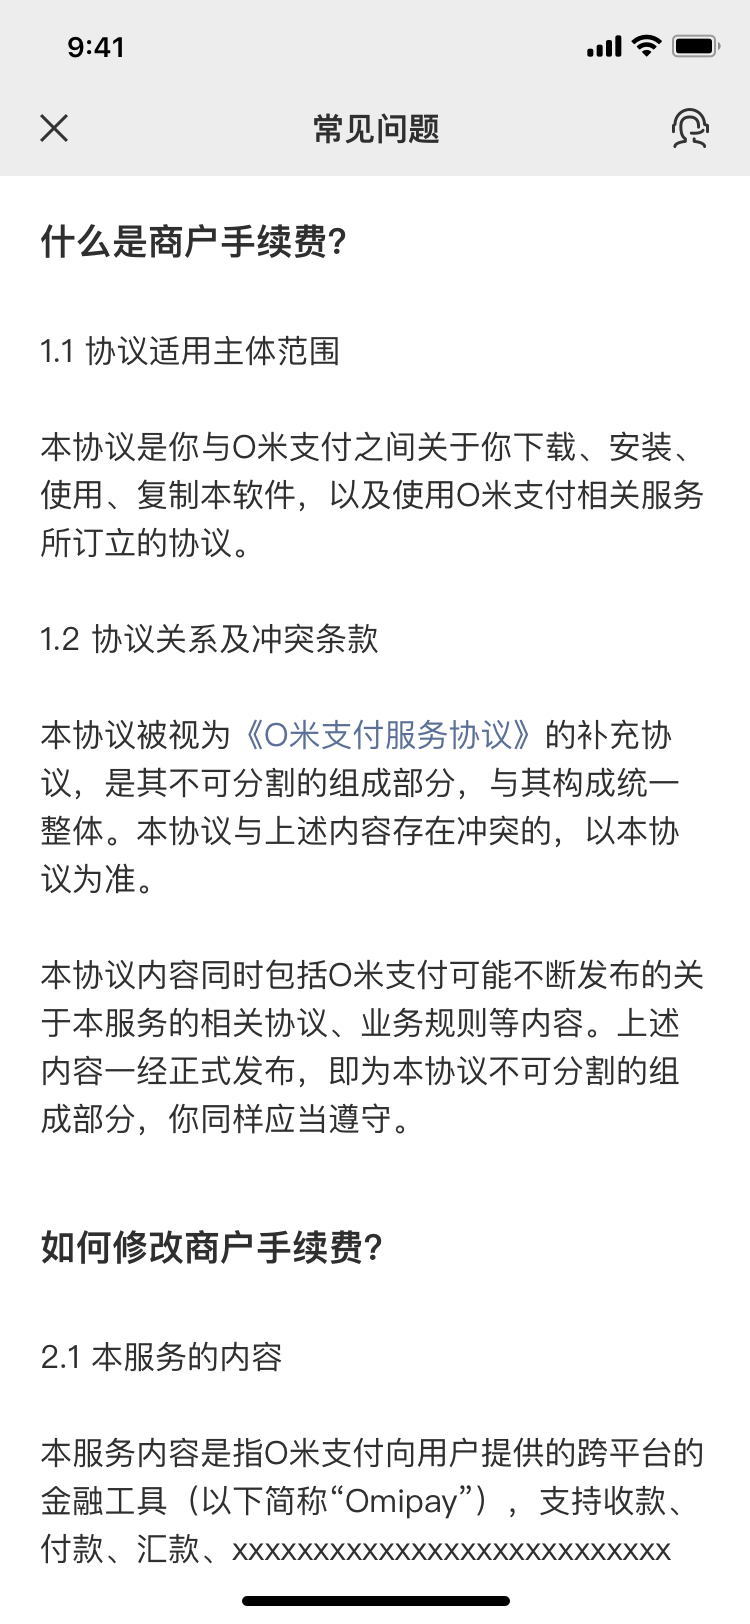 9:41
常见问题
什么是商户手续费?
1.1 协议适用主体范围
本协议是你与O米支付之间关于你下载、安装、
使用、复制本软件，以及使用O米支付相关服务
所订立的协议。
1.2 协议关系及冲突条款
本协议被视为《O米支付服务协议》的补充协
议，是其不可分割的组成部分，与其构成统一
整体。本协议与上述内容存在冲突的，以本协
议为准。
本协议内容同时包括O米支付可能不断发布的关
于本服务的相关协议、业务规则等内容。上述
内容一经正式发布，即为本协议不可分割的组
成部分，你同样应当遵守。
如何修改商户手续费?
2.1 本服务的内容
本服务内容是指O米支付向用户提供的跨平台的
金融工具（以下简称“Omipay”），支持收款、
付款、汇款、xxxxxxxxxxxxxxxxxxxxxxxxxxx